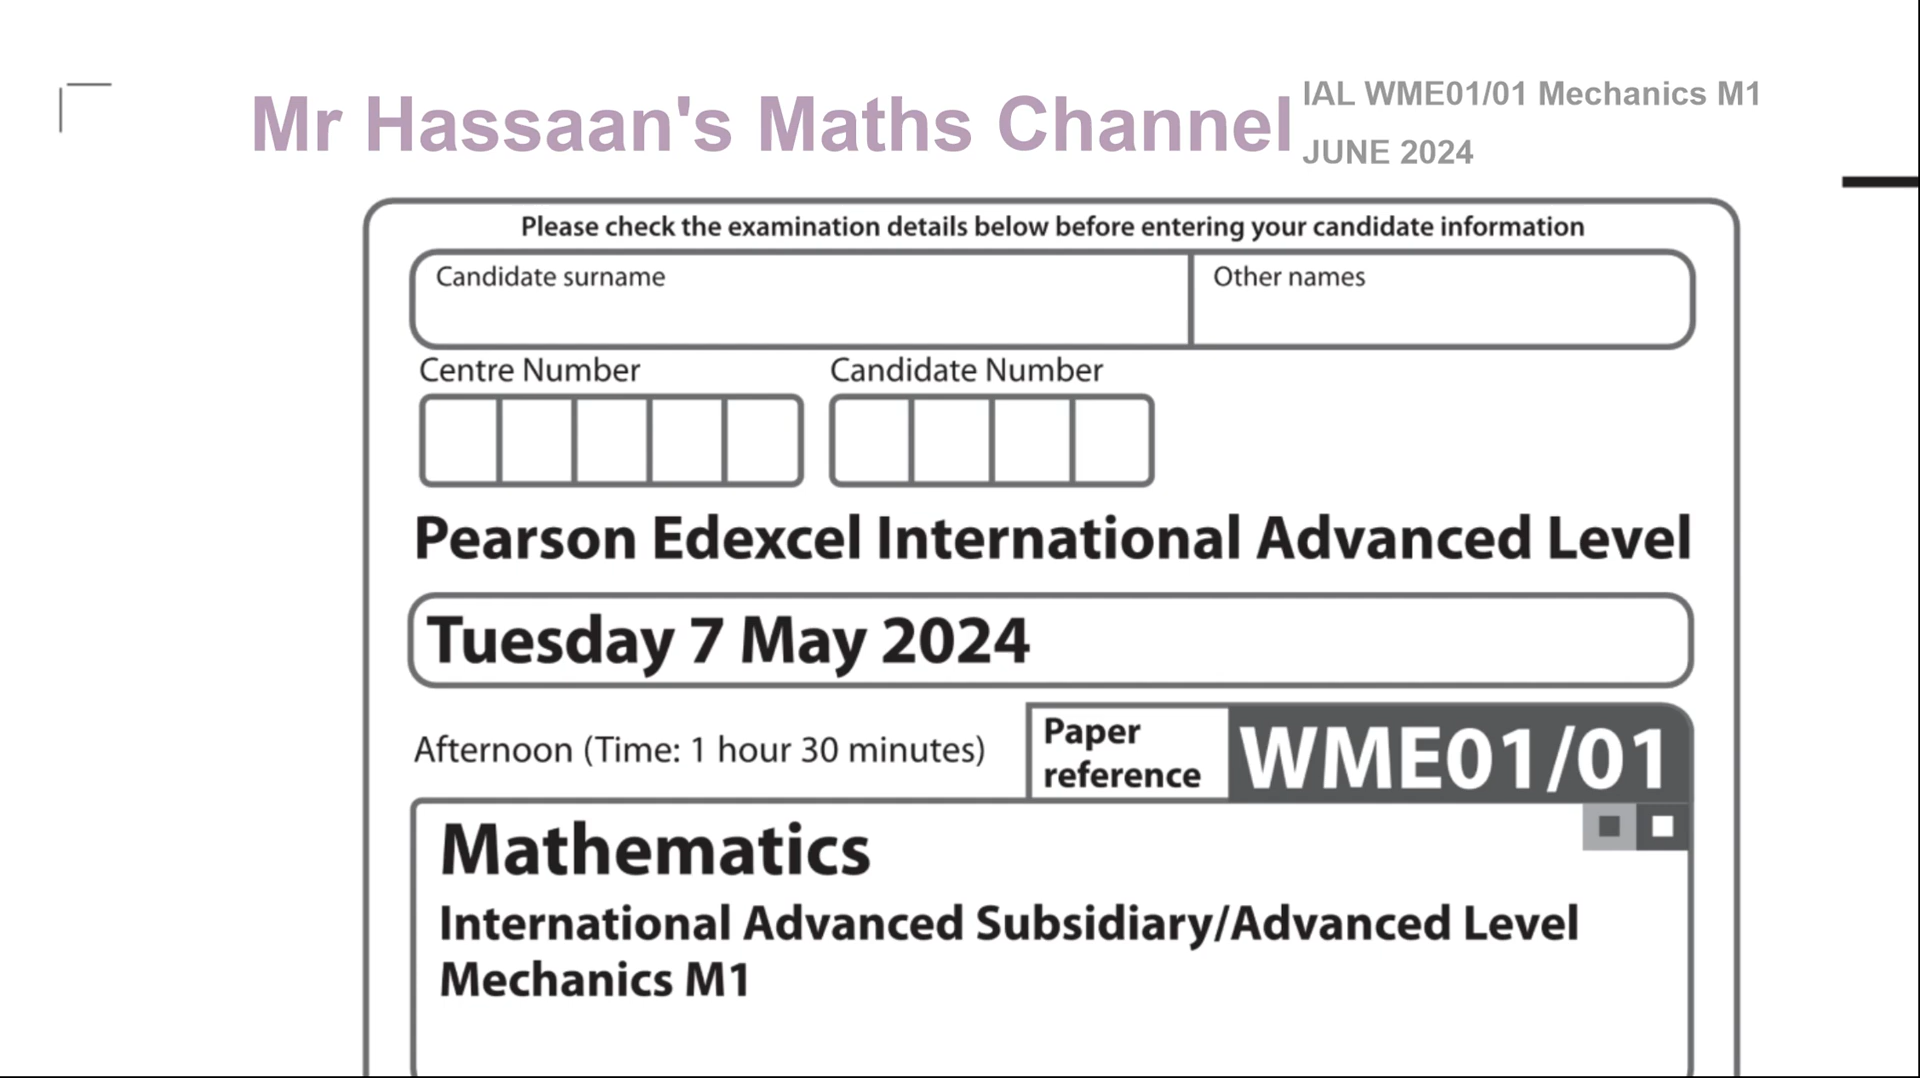 Mr Hassaan's Maths Channel
IAL WME01/01 Mechanics M1
JUNE 2024
Please check the examination details below before entering your candidate information
Candidate surname
Other names
Centre Number
Candidate Number
Pearson Edexcel International Advanced Level
Tuesday 7 May 2024
Afternoon (Time: 1 hour 30 minutes)
Paper
reference
WME01/01
Mathematics
International Advanced Subsidiary/Advanced Level
Mechanics M1